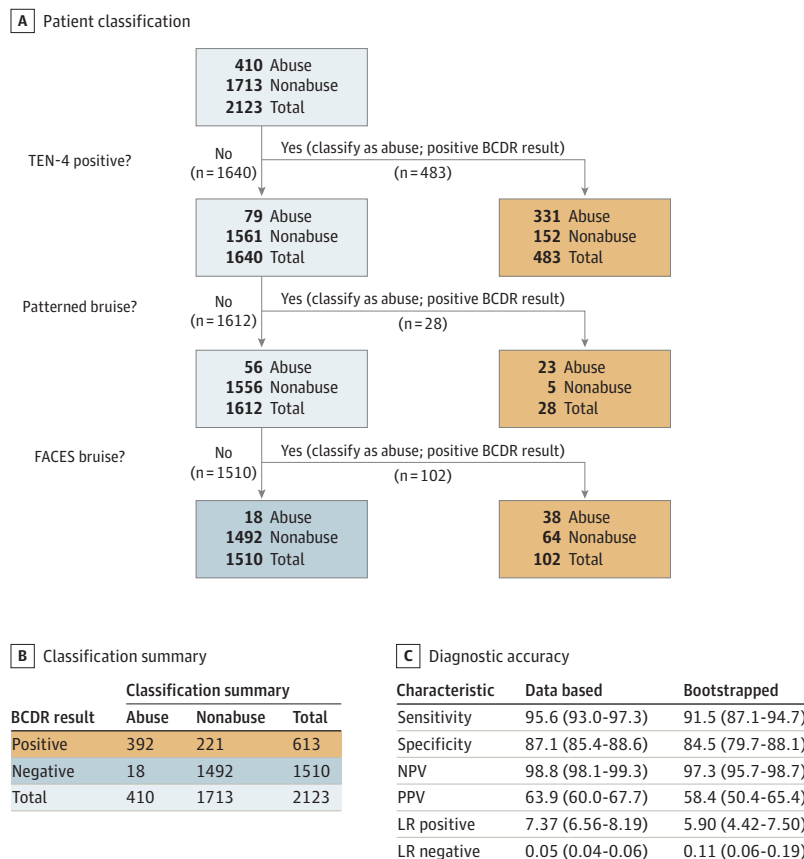 A Patient classification
410 Abuse
1713 Nonabuse
2123 Total
TEN-4 positive?
No
(n=1640)
Yes (classify as abuse; positive BCDR result)
(n=483)
79 Abuse
1561 Nonabuse
1640 Total
331 Abuse
152 Nonabuse
483 Total
Patterned bruise?
No
(n=1612)
Yes (classify as abuse; positive BCDR result)
(n=28)
56 Abuse
1556 Nonabuse
1612 Total
23 Abuse
5 Nonabuse
28 Total
FACES bruise?
No
(n=1510)
Yes (classify as abuse; positive BCDR result)
(n=102)
18 Abuse
1492 Nonabuse
1510 Total
38 Abuse
64 Nonabuse
102 Total
B Classification summary
Classification summary
BCDR result Abuse Nonabuse Total
Positive 392 221 613
Negative 18 1492 1510
Total 410 1713 2123
C Diagnostic accuracy
Characteristic Data based Bootstrapped
Sensitivity 95.6 (93.0-97.3) 91.5 (87.1-94.7)
Specificity 87.1 (85.4-88.6) 84.5 (79.7-88.1)
NPV 98.8 (98.1-99.3) 97.3 (95.7-98.7)
PPV 63.9 (60.0-67.7) 58.4 (50.4-65.4)
LR positive 7.37 (6.56-8.19) 5.90 (4.42-7.50)
LR negative 0.05 (0.04-0.06) 0.11 (0.06-0.19)